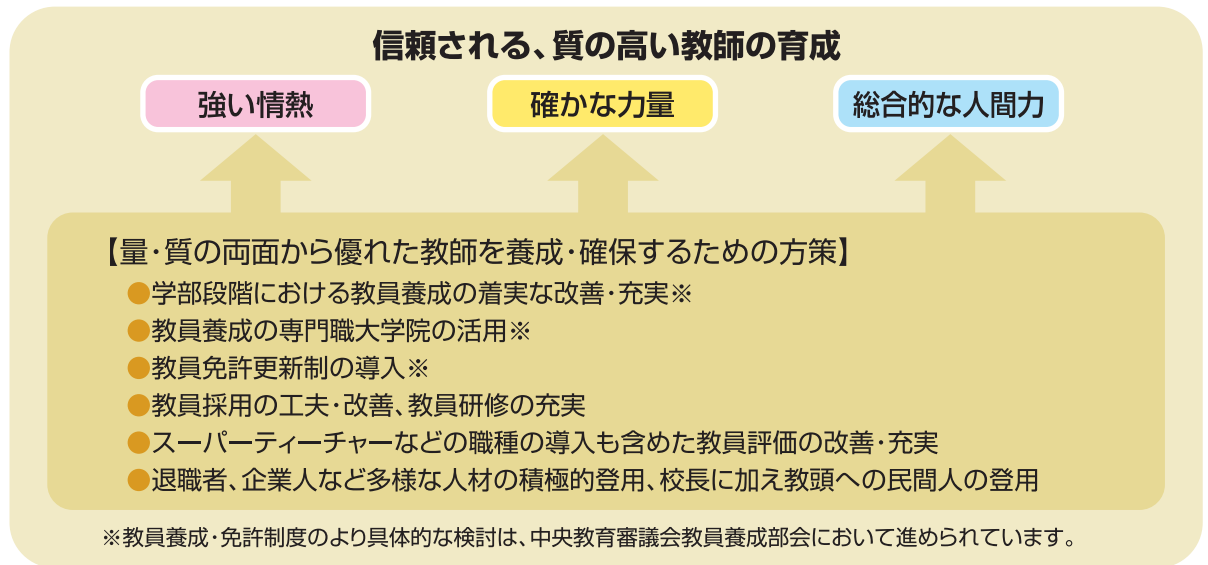 信頼される、質の高い教師の育成
強い情熱
確かな力量
総合的な人間力
【量・質の両面から優れた教師を養成・確保するための方策】
●学部段階における教員養成の着実な改善・充実※
●教員養成の専門職大学院の活用※
●教員免許更新制の導入※
●教員採用の工夫・改善、教員研修の充実
●スーパーティーチャーなどの職種の導入も含めた教員評価の改善・充実
●退職者、企業人など多様な人材の積極的登用、校長に加え教頭への民間人の登用
※教員養成・免許制度のより具体的な検討は、中央教育審議会教員養成部会において進められています。